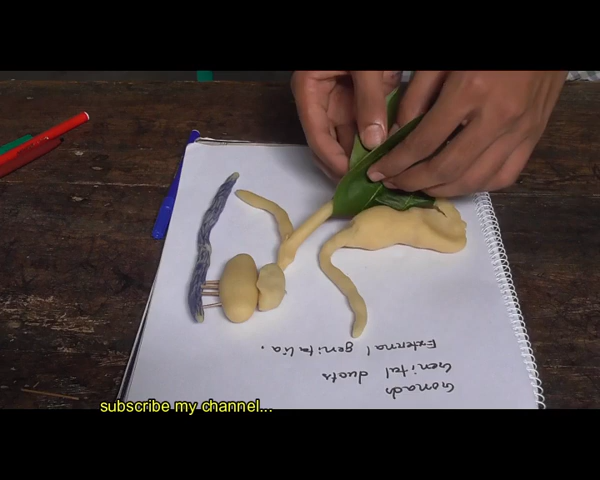 Gonads
Genital ducts
External genitalia.
subscribe my channel...